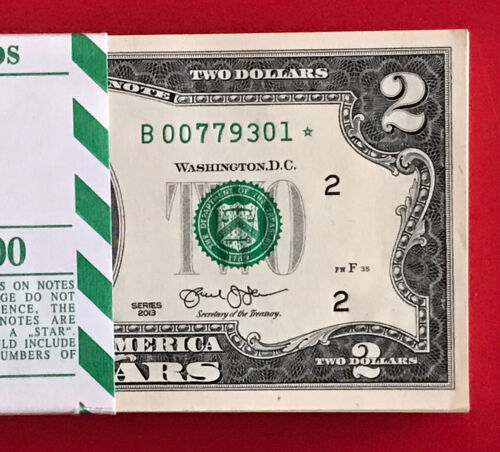 DS
00
S ON NOTES
GE DO NOT
ENCE, THE
NOTES ARE
A „STAR".
LD INCLUDE
UMBERS OF
TWO DOLLARS
NOTE
2
B 00779301 ★
WASHINGTON, D.C.
TWO
THE DEPARTMENT OF THE TREASURY
1789
2
FW F 35
SERIES
2013
Secretary of the Treasury.
2
AMERICA
ARS
TWO DOLLARS
2